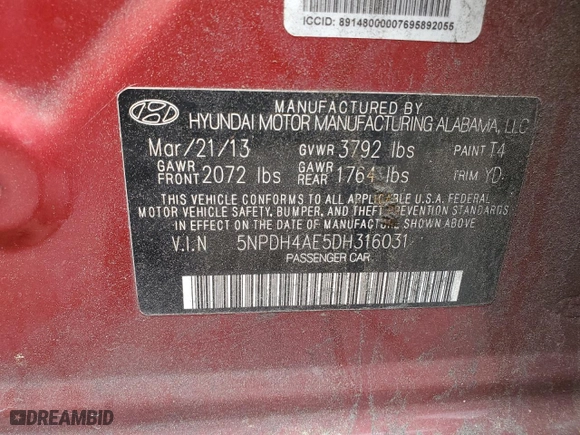 ICCID: 89148000007695892055
MANUFACTURED BY
HYUNDAI MOTOR MANUFACTURING ALABAMA, LLC
Mar/21/13 GVWR 3792 lbs PAINT T4
GAWR FRONT 2072 lbs GAWR REAR 1764 lbs TRIM YD
THIS VEHICLE CONFORMS TO ALL APPLICABLE U.S.A. FEDERAL
MOTOR VEHICLE SAFETY, BUMPER, AND THEFT PREVENTION STANDARDS
IN EFFECT ON THE DATE OF MANUFACTURE SHOWN ABOVE.
V.I.N 5NPDH4AE5DH316031
PASSENGER CAR
DREAMBID